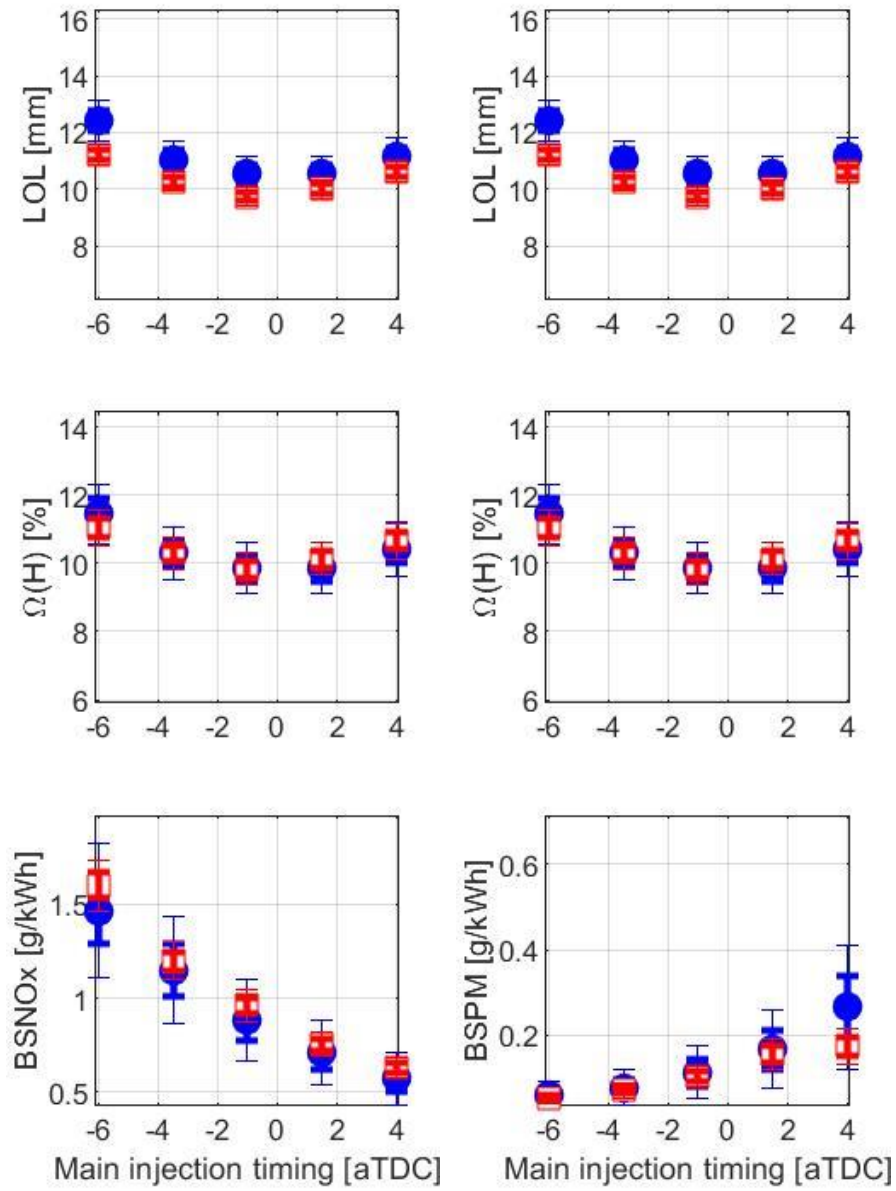 16
14
12
10
8
LOL [mm]
-6 -4 -2 0 2 4
16
14
12
10
8
LOL [mm]
-6 -4 -2 0 2 4
14
12
10
8
6
Ω(H) [%]
-6 -4 -2 0 2 4
14
12
10
8
6
Ω(H) [%]
-6 -4 -2 0 2 4
1.5
1
0.5
BSNOx [g/kWh]
-6 -4 -2 0 2 4
Main injection timing [aTDC]
0.6
0.4
0.2
BSPM [g/kWh]
-6 -4 -2 0 2 4
Main injection timing [aTDC]